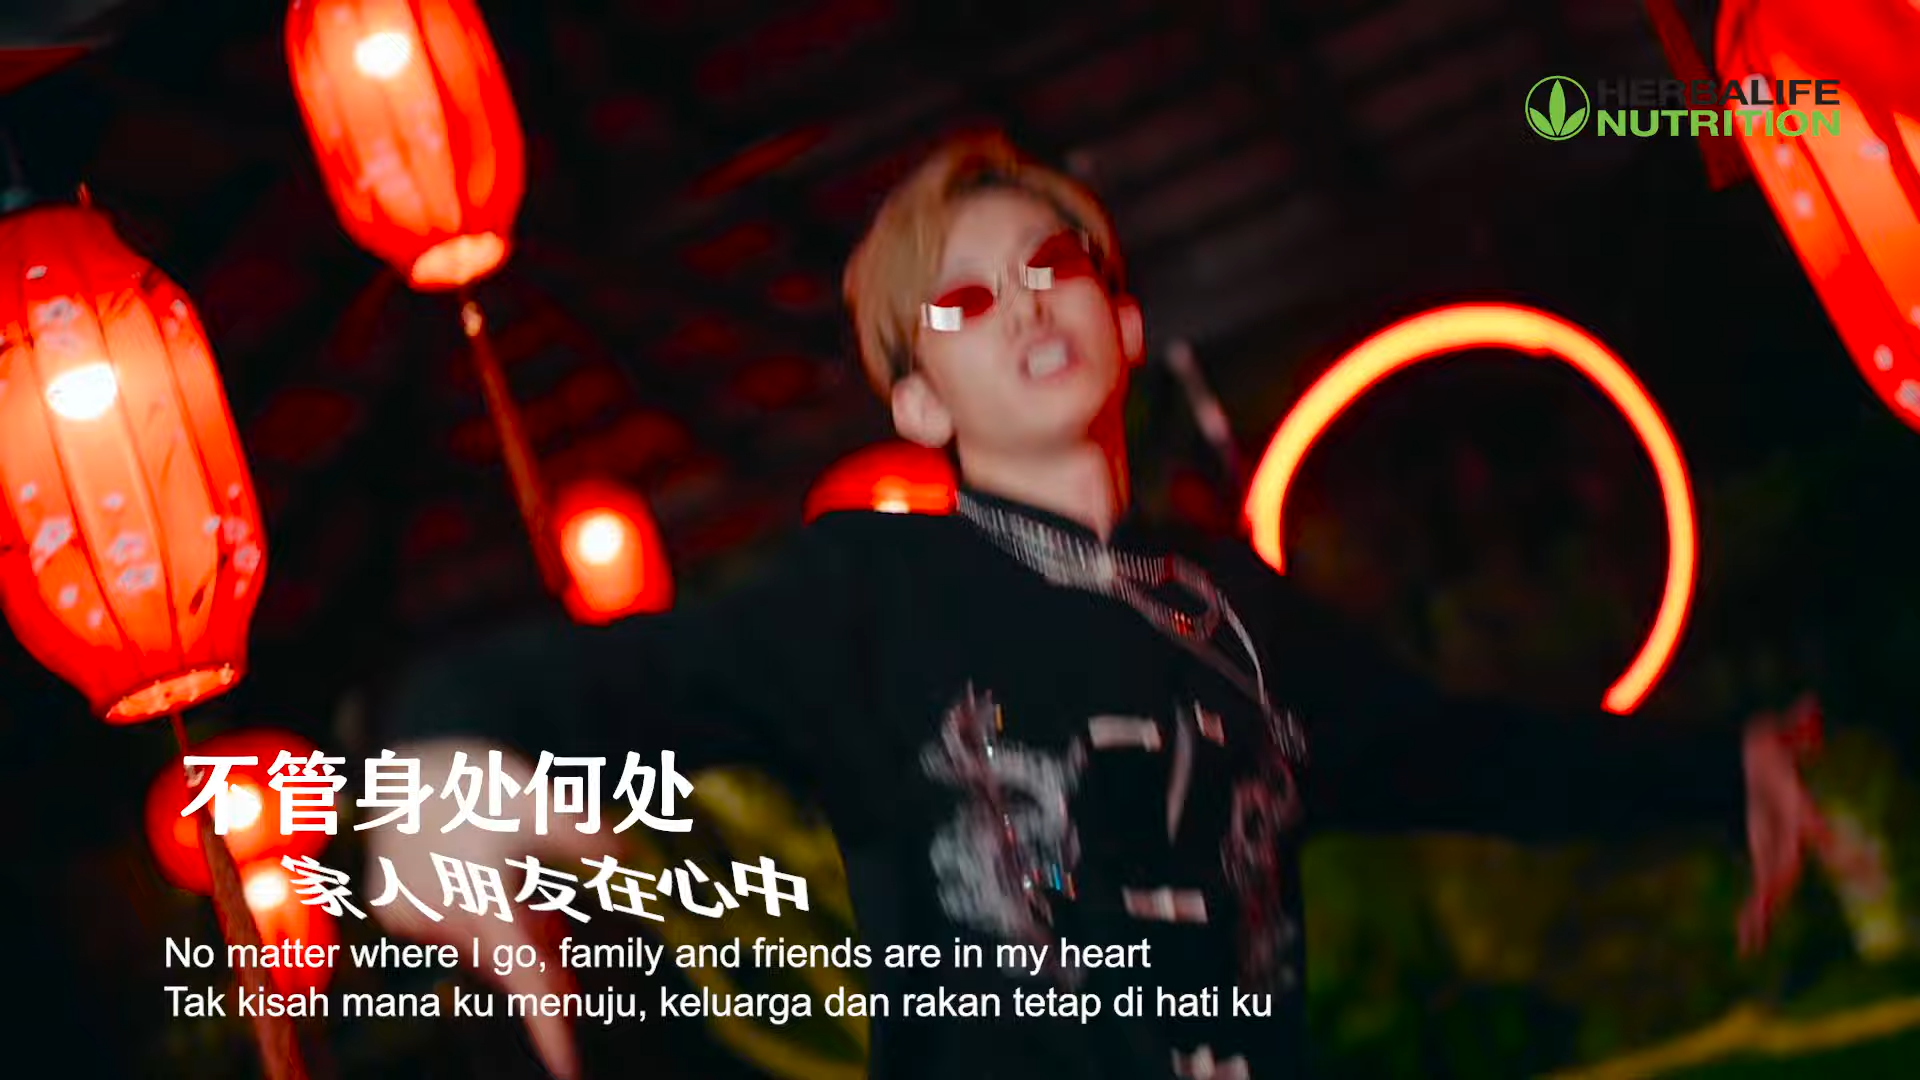 HERBALIFE
NUTRITION
不管身处何处
家人朋友在心中
No matter where I go, family and friends are in my heart
Tak kisah mana ku menuju, keluarga dan rakan tetap di hati ku